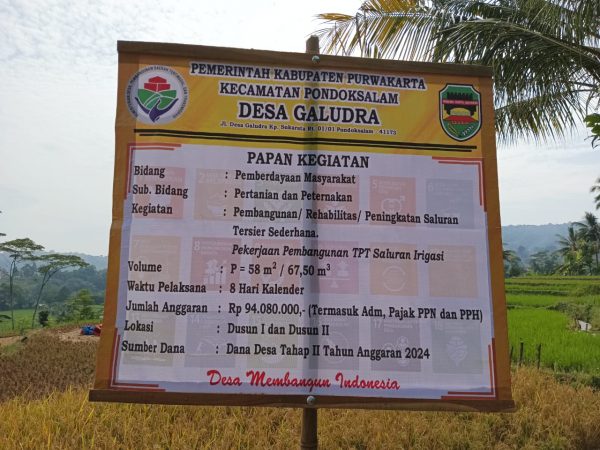 PEMERINTAH KABUPATEN PURWAKARTA
KECAMATAN PONDOKSALAM
DESA GALUDRA
Jl. Desa Galudra Kp. Sukarata Rt. 01/01 Pondoksalam 41173
PAPAN KEGIATAN
Bidang : Pemberdayaan Masyarakat
Sub. Bidang : Pertanian dan Peternakan
Kegiatan : Pembangunan/ Rehabilitas/ Peningkatan Saluran
Tersier Sederhana.
Pekerjaan Pembangunan TPT Saluran Irigasi
Volume : P = 58 m² / 67,50 m³
Waktu Pelaksana : 8 Hari Kalender
Jumlah Anggaran : Rp 94.080.000,- (Termasuk Adm, Pajak PPN dan PPH)
Lokasi : Dusun I dan Dusun II
Sumber Dana : Dana Desa Tahap II Tahun Anggaran 2024
Desa Membangun Indonesia